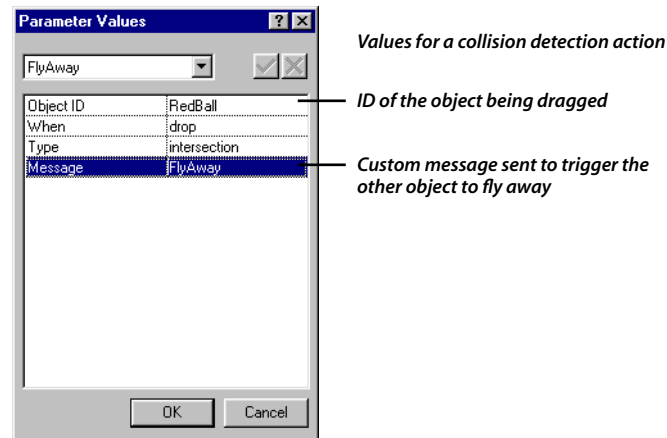 Parameter Values
Values for a collision detection action
FlyAway
Object ID RedBall
ID of the object being dragged
When drop
Type intersection
Message FlyAway
Custom message sent to trigger the
other object to fly away
OK Cancel